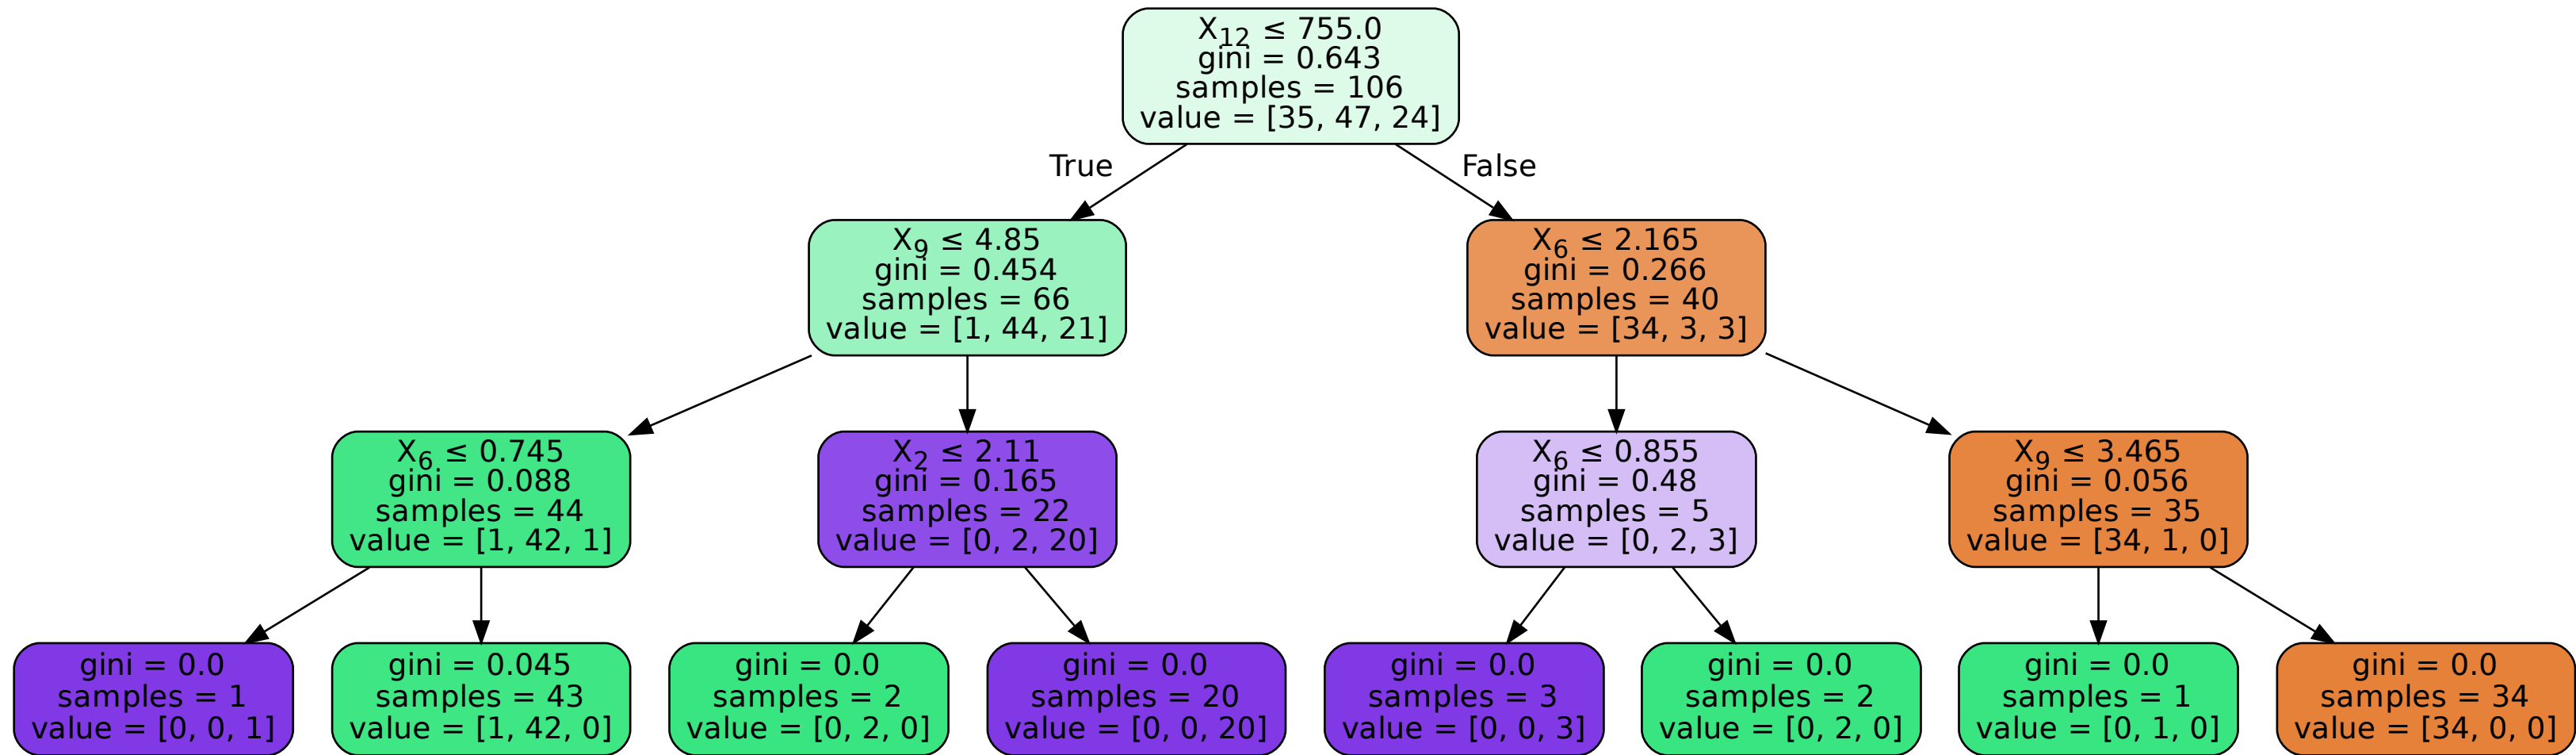 X₁₂ ≤ 755.0
gini = 0.643
samples = 106
value = [35, 47, 24]
True
False
X₉ ≤ 4.85
gini = 0.454
samples = 66
value = [1, 44, 21]
X₆ ≤ 2.165
gini = 0.266
samples = 40
value = [34, 3, 3]
X₆ ≤ 0.745
gini = 0.088
samples = 44
value = [1, 42, 1]
X₂ ≤ 2.11
gini = 0.165
samples = 22
value = [0, 2, 20]
X₆ ≤ 0.855
gini = 0.48
samples = 5
value = [0, 2, 3]
X₉ ≤ 3.465
gini = 0.056
samples = 35
value = [34, 1, 0]
gini = 0.0
samples = 1
value = [0, 0, 1]
gini = 0.045
samples = 43
value = [1, 42, 0]
gini = 0.0
samples = 2
value = [0, 2, 0]
gini = 0.0
samples = 20
value = [0, 0, 20]
gini = 0.0
samples = 3
value = [0, 0, 3]
gini = 0.0
samples = 2
value = [0, 2, 0]
gini = 0.0
samples = 1
value = [0, 1, 0]
gini = 0.0
samples = 34
value = [34, 0, 0]